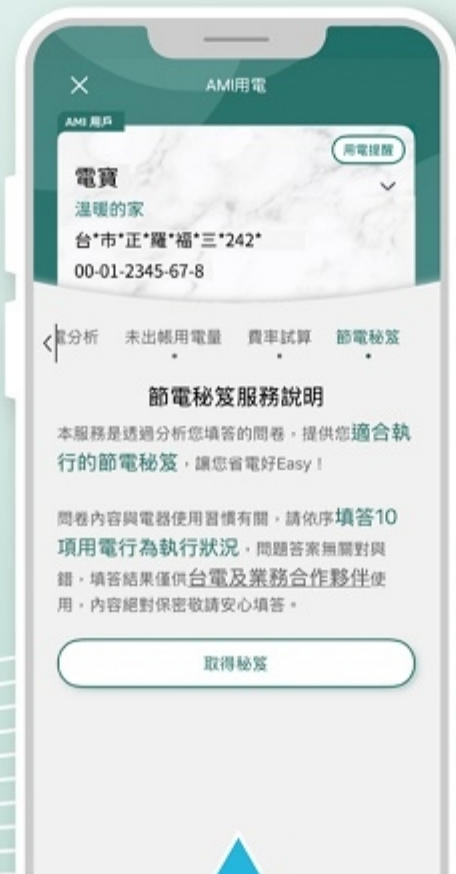 AMI用電
AMI 用戶
用電提醒
電寶
溫暖的家
台*市*正*羅*福*三*242*
00-01-2345-67-8
電分析 未出帳用電量 費率試算 節電秘笈
節電秘笈服務說明
本服務是透過分析您填答的問卷，提供您適合執
行的節電秘笈，讓您省電好Easy！
問卷內容與電器使用習慣有關，請依序填答10
項用電行為執行狀況，問題答案無關對與
錯，填答結果僅供台電及業務合作夥伴使
用，內容絕對保密敬請安心填答。
取得秘笈